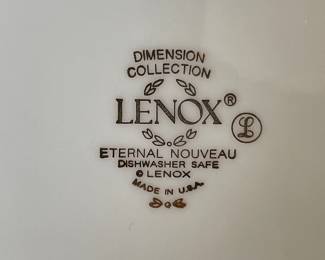 DIMENSION
COLLECTION
LENOX®
L
ETERNAL NOUVEAU
DISHWASHER SAFE
© LENOX
MADE IN U.S.A.